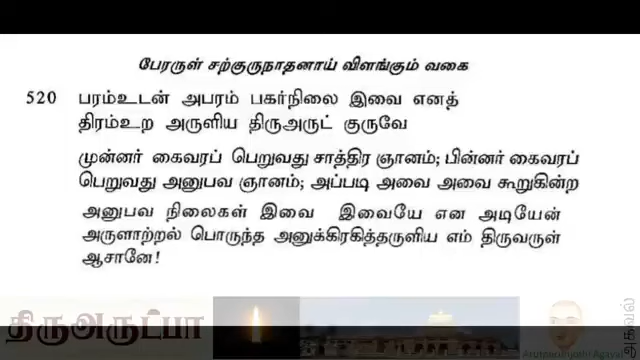 பேரருள் சற்குருநாதனாய் விளங்கும் வகை
520 பரம்உடன் அபரம் பகர்நிலை இவை எனத்
திரம்உற அருளிய திருஅருட் குருவே
முன்னர் கைவரப் பெறுவது சாத்திர ஞானம்; பின்னர் கைவரப்
பெறுவது அனுபவ ஞானம்; அப்படி அவை அவை கூறுகின்ற
அனுபவ நிலைகள் இவை இவையே என அடியேன்
அருளாற்றல் பொருந்த அனுக்கிரகித்தருளிய எம் திருவருள்
ஆசானே!
திருஅருட்பா
அகவல்